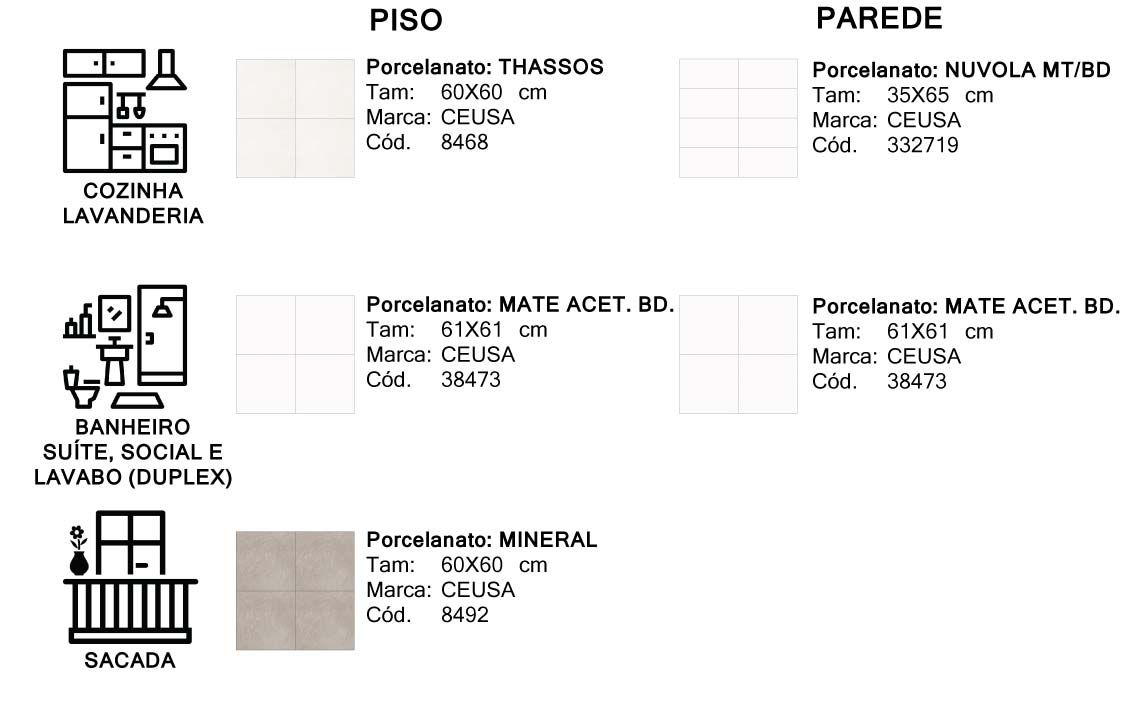 PISO
PAREDE
Porcelanato: THASSOS
Tam: 60X60 cm
Marca: CEUSA
Cód. 8468
Porcelanato: NUVOLA MT/BD
Tam: 35X65 cm
Marca: CEUSA
Cód. 332719
COZINHA
LAVANDERIA
Porcelanato: MATE ACET. BD.
Tam: 61X61 cm
Marca: CEUSA
Cód. 38473
Porcelanato: MATE ACET. BD.
Tam: 61X61 cm
Marca: CEUSA
Cód. 38473
BANHEIRO
SUÍTE, SOCIAL E
LAVABO (DUPLEX)
Porcelanato: MINERAL
Tam: 60X60 cm
Marca: CEUSA
Cód. 8492
SACADA